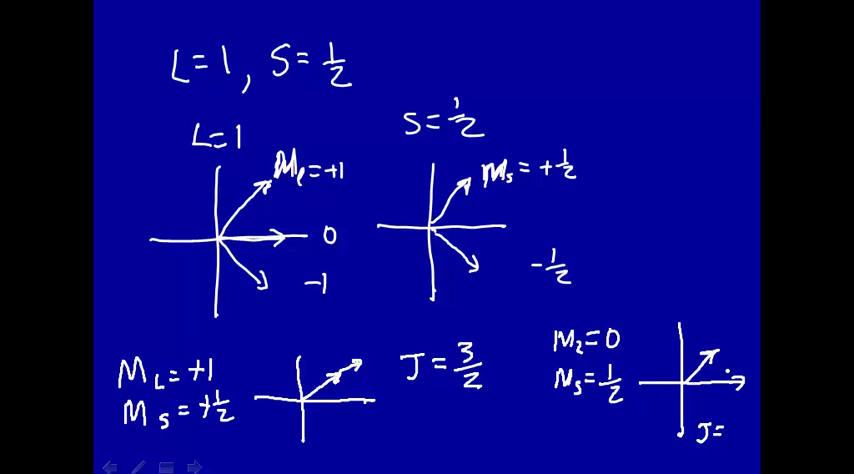 L=1, S=1/2
L=1
S=1/2
Mℓ=+1
0
-1
Ms=+1/2
-1/2
ML=+1
MS=+1/2
J=3/2
ML=0
Ms=1/2
J=